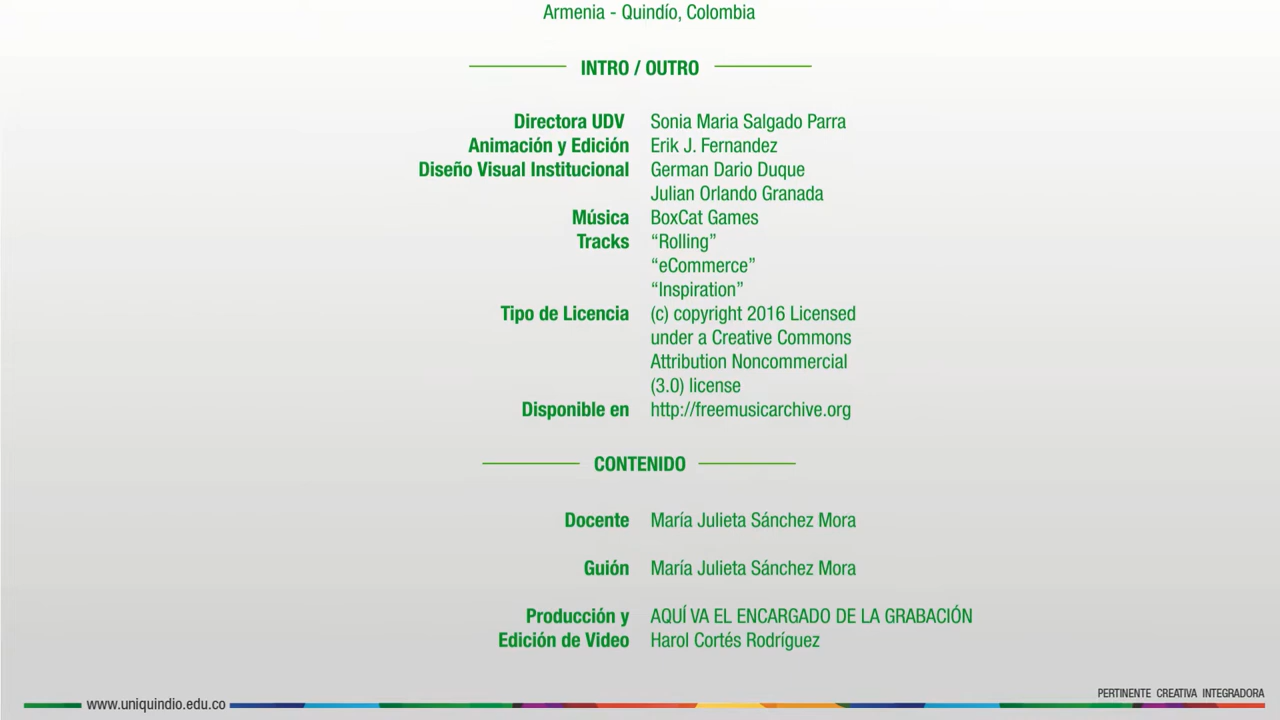 Armenia - Quindío, Colombia
INTRO / OUTRO
Directora UDV Sonia Maria Salgado Parra
Animación y Edición Erik J. Fernandez
Diseño Visual Institucional German Dario Duque
Julian Orlando Granada
Música BoxCat Games
Tracks “Rolling”
“eCommerce”
“Inspiration”
Tipo de Licencia (c) copyright 2016 Licensed
under a Creative Commons
Attribution Noncommercial
(3.0) license
Disponible en http://freemusicarchive.org
CONTENIDO
Docente María Julieta Sánchez Mora
Guión María Julieta Sánchez Mora
Producción y AQUÍ VA EL ENCARGADO DE LA GRABACIÓN
Edición de Video Harol Cortés Rodríguez
PERTINENTE CREATIVA INTEGRADORA
www.uniquindio.edu.co